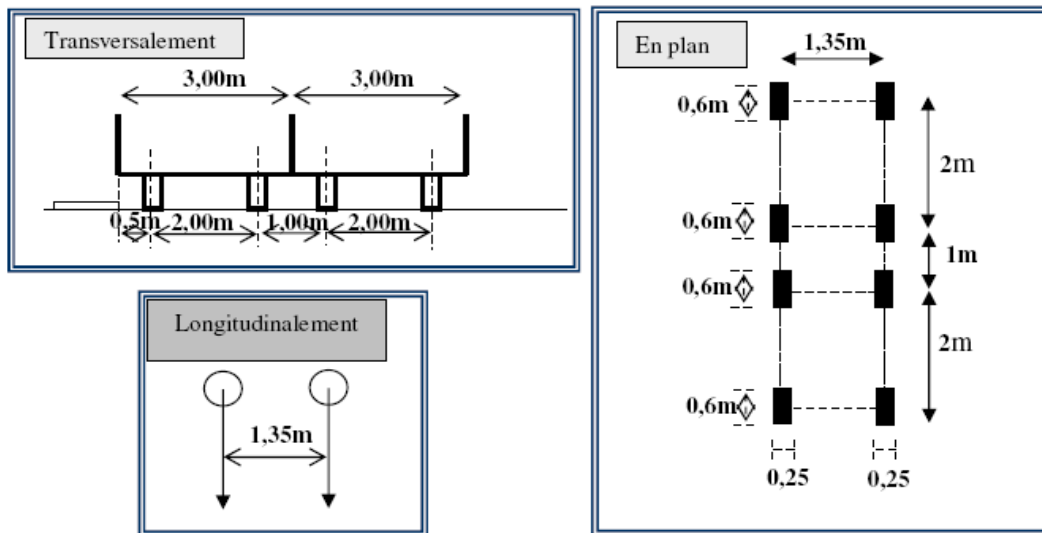 Transversalement
3,00m 3,00m
0,5m 2,00m 1,00m 2,00m
Longitudinalement
1,35m
En plan
1,35m
0,6m
2m
0,6m
1m
0,6m
2m
0,6m
0,25 0,25